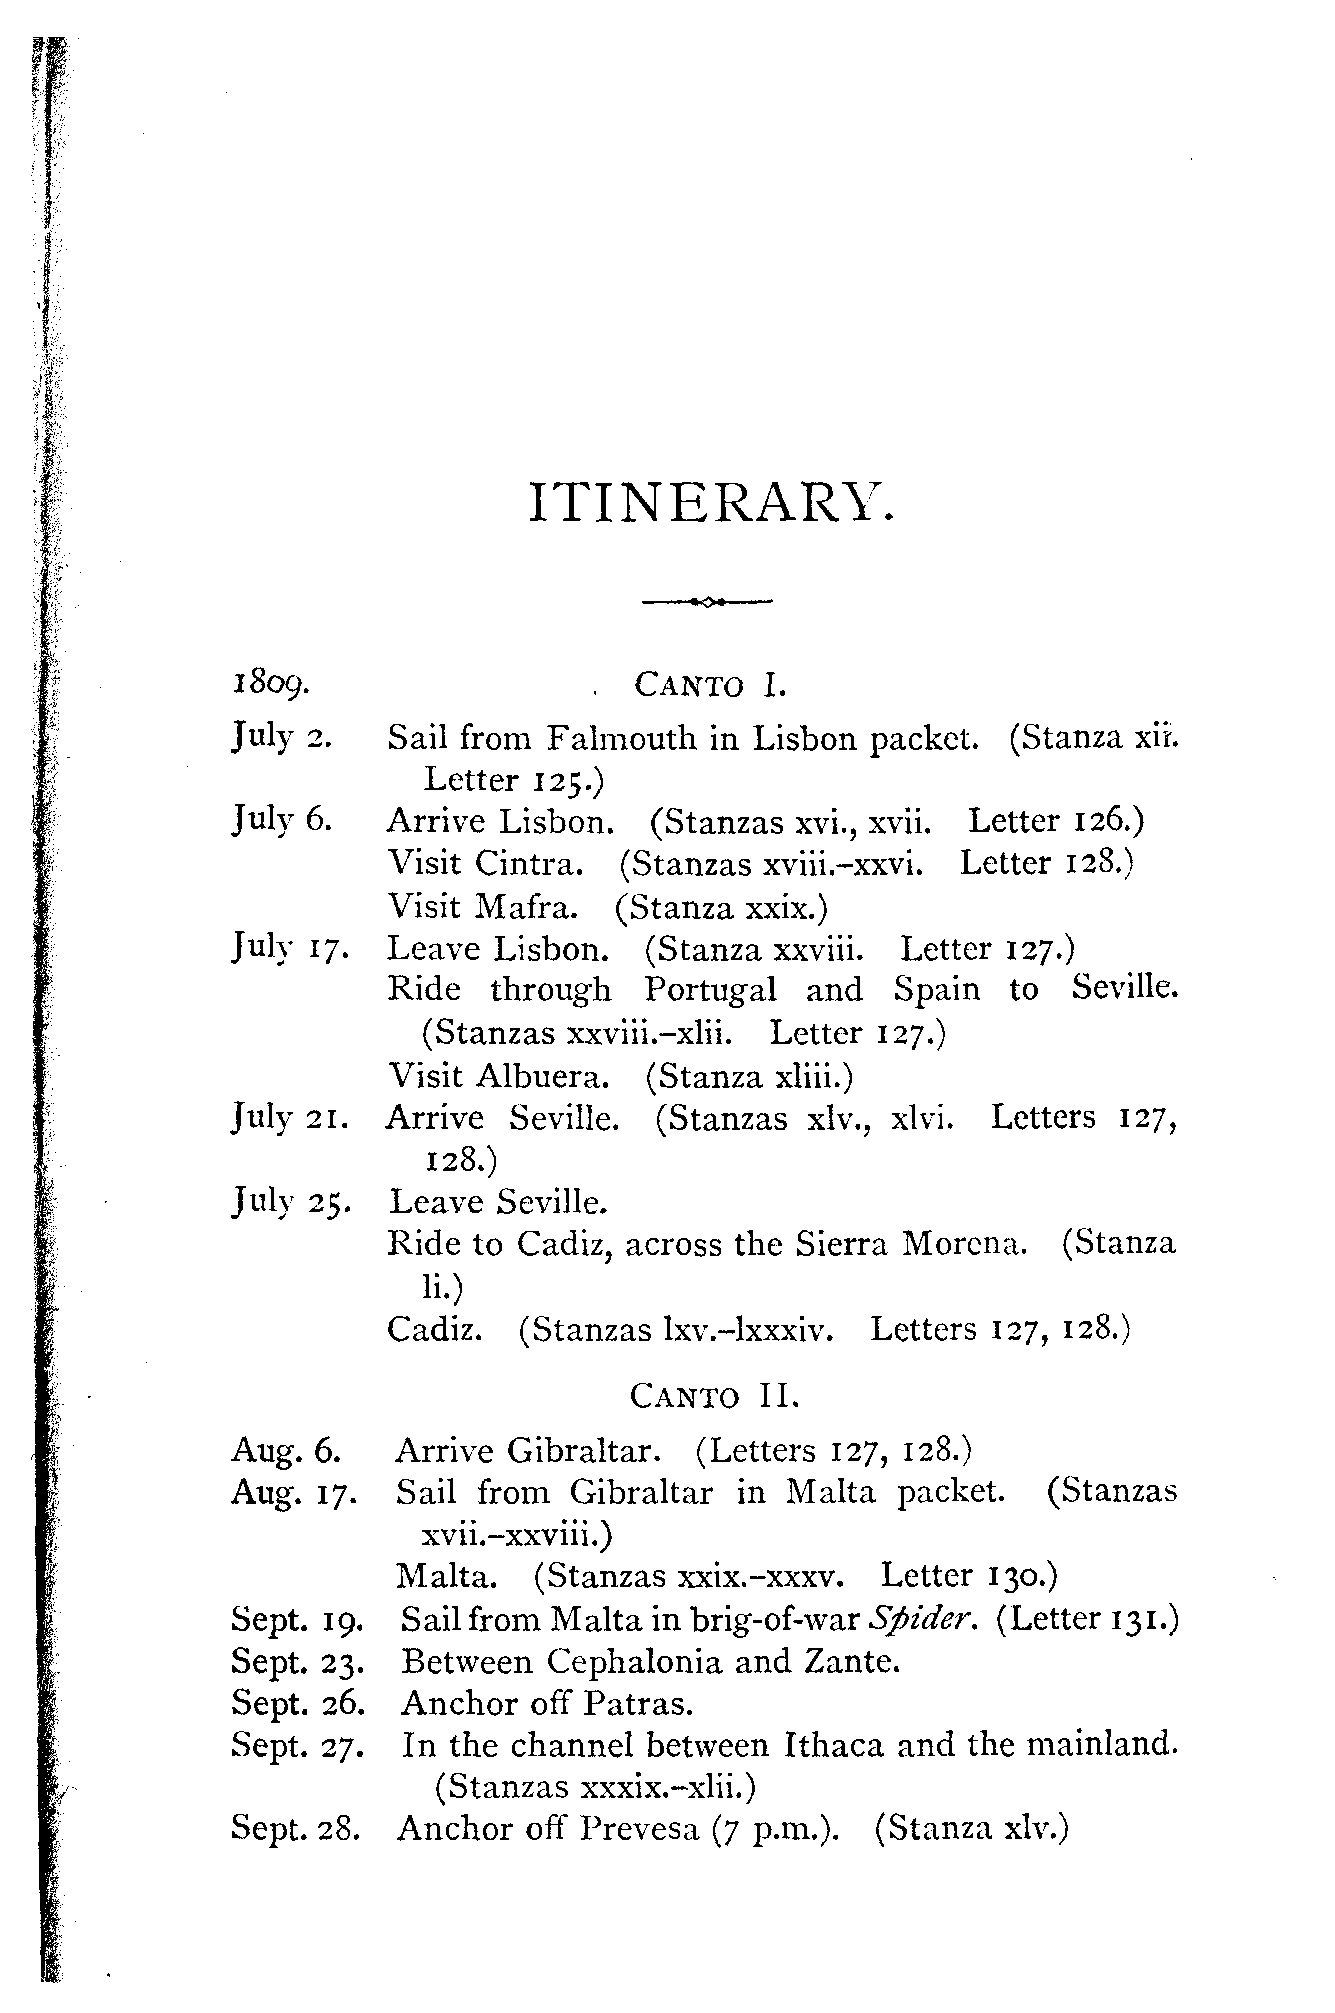 ITINERARY.
1809. CANTO I.
July 2. Sail from Falmouth in Lisbon packet. (Stanza xii.
Letter 125.)
July 6. Arrive Lisbon. (Stanzas xvi., xvii. Letter 126.)
Visit Cintra. (Stanzas xviii.–xxvi. Letter 128.)
Visit Mafra. (Stanza xxix.)
July 17. Leave Lisbon. (Stanza xxviii. Letter 127.)
Ride through Portugal and Spain to Seville.
(Stanzas xxviii.–xlii. Letter 127.)
Visit Albuera. (Stanza xliii.)
July 21. Arrive Seville. (Stanzas xlv., xlvi. Letters 127,
128.)
July 25. Leave Seville.
Ride to Cadiz, across the Sierra Morena. (Stanza
li.)
Cadiz. (Stanzas lxv.–lxxxiv. Letters 127, 128.)
CANTO II.
Aug. 6. Arrive Gibraltar. (Letters 127, 128.)
Aug. 17. Sail from Gibraltar in Malta packet. (Stanzas
xvii.–xxviii.)
Malta. (Stanzas xxix.–xxxv. Letter 130.)
Sept. 19. Sail from Malta in brig-of-war Spider. (Letter 131.)
Sept. 23. Between Cephalonia and Zante.
Sept. 26. Anchor off Patras.
Sept. 27. In the channel between Ithaca and the mainland.
(Stanzas xxxix.–xlii.)
Sept. 28. Anchor off Prevesa (7 p.m.). (Stanza xlv.)